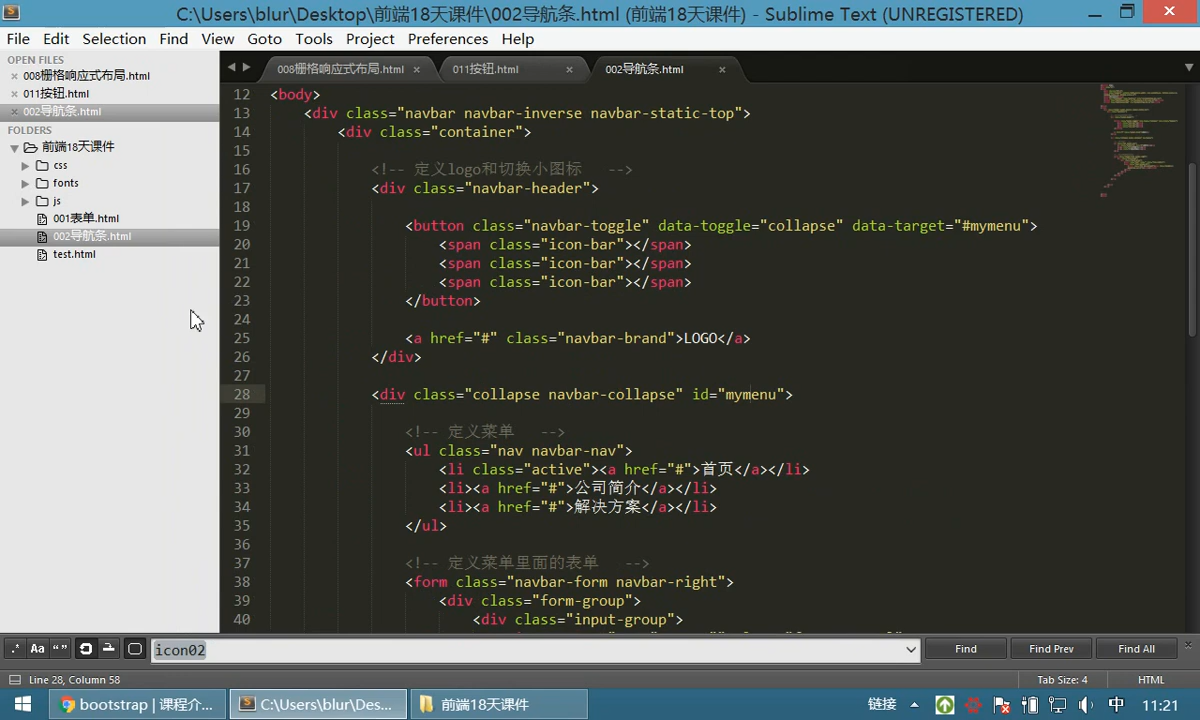 C:\Users\blur\Desktop\前端18天课件\002导航条.html (前端18天课件) - Sublime Text (UNREGISTERED)
File Edit Selection Find View Goto Tools Project Preferences Help
OPEN FILES
008栅格响应式布局.html
011按钮.html
002导航条.html
FOLDERS
前端18天课件
css
fonts
js
001表单.html
002导航条.html
test.html
008栅格响应式布局.html 011按钮.html 002导航条.html
12 <body>
13 <div class="navbar navbar-inverse navbar-static-top">
14 <div class="container">
15
16 <!-- 定义logo和切换小图标 -->
17 <div class="navbar-header">
18
19 <button class="navbar-toggle" data-toggle="collapse" data-target="#mymenu">
20 <span class="icon-bar"></span>
21 <span class="icon-bar"></span>
22 <span class="icon-bar"></span>
23 </button>
24
25 <a href="#" class="navbar-brand">LOGO</a>
26 </div>
27
28 <div class="collapse navbar-collapse" id="mymenu">
29
30 <!-- 定义菜单 -->
31 <ul class="nav navbar-nav">
32 <li class="active"><a href="#">首页</a></li>
33 <li><a href="#">公司简介</a></li>
34 <li><a href="#">解决方案</a></li>
35 </ul>
36
37 <!-- 定义菜单里面的表单 -->
38 <form class="navbar-form navbar-right">
39 <div class="form-group">
40 <div class="input-group">
.* Aa “” icon02 Find Find Prev Find All
Line 28, Column 58 Tab Size: 4 HTML
bootstrap | 课程介... C:\Users\blur\Des... 前端18天课件 链接 中 11:21